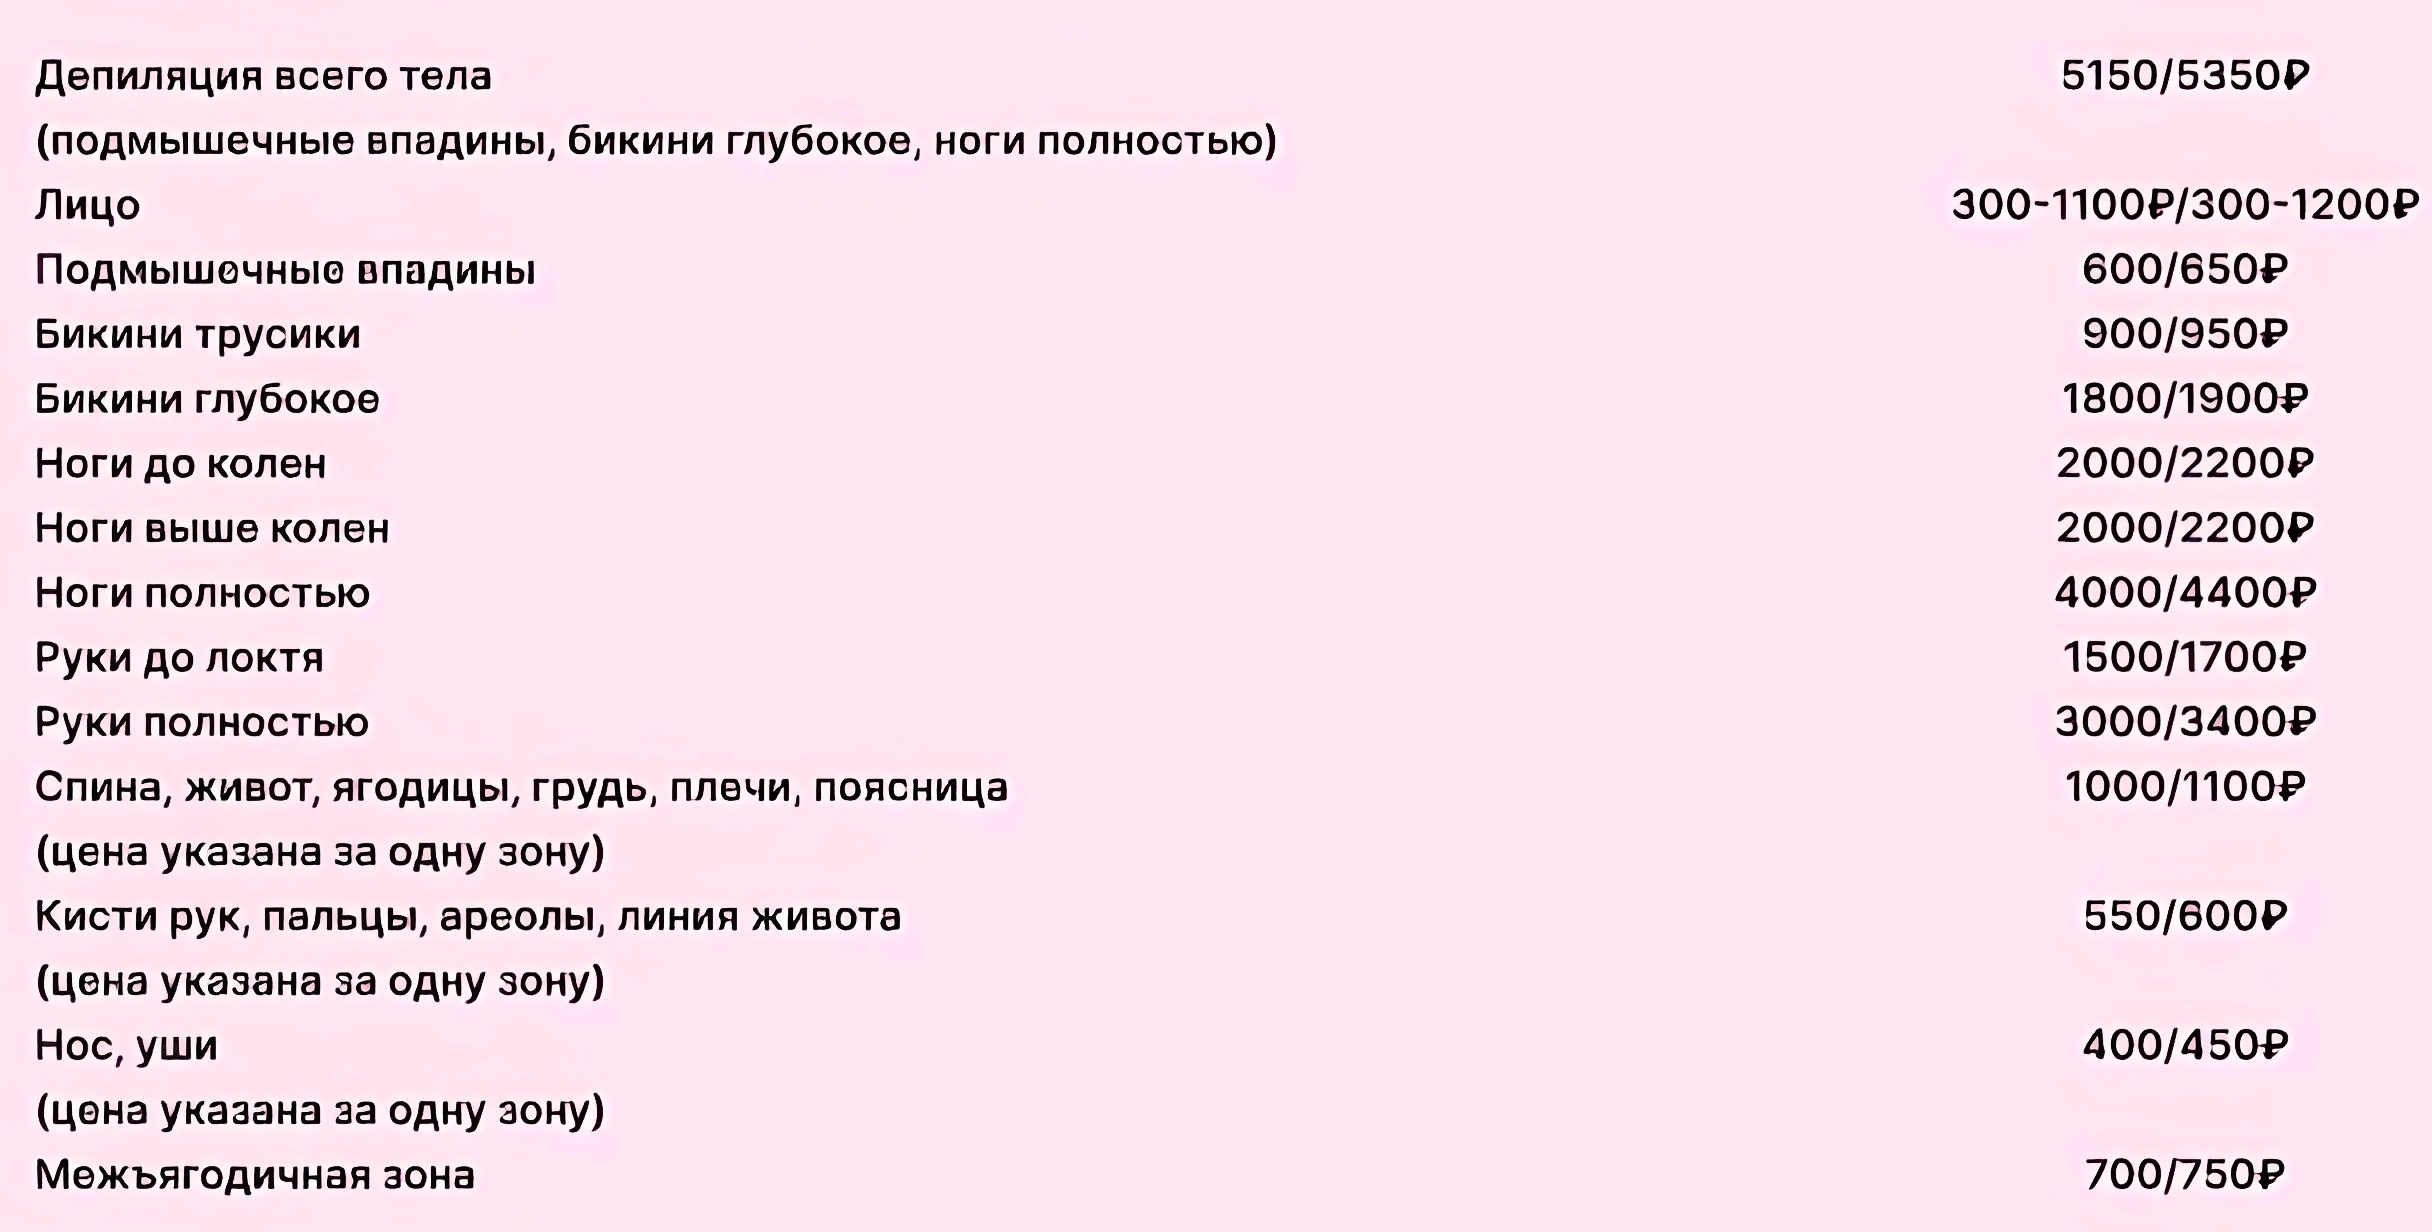 Депиляция всего тела 5150/5350₽
(подмышечные впадины, бикини глубокое, ноги полностью)
Лицо 300-1100₽/300-1200₽
Подмышечные впадины 600/650₽
Бикини трусики 900/950₽
Бикини глубокое 1800/1900₽
Ноги до колен 2000/2200₽
Ноги выше колен 2000/2200₽
Ноги полностью 4000/4400₽
Руки до локтя 1500/1700₽
Руки полностью 3000/3400₽
Спина, живот, ягодицы, грудь, плечи, поясница 1000/1100₽
(цена указана за одну зону)
Кисти рук, пальцы, ареолы, линия живота 550/600₽
(цена указана за одну зону)
Нос, уши 400/450₽
(цена указана за одну зону)
Межъягодичная зона 700/750₽